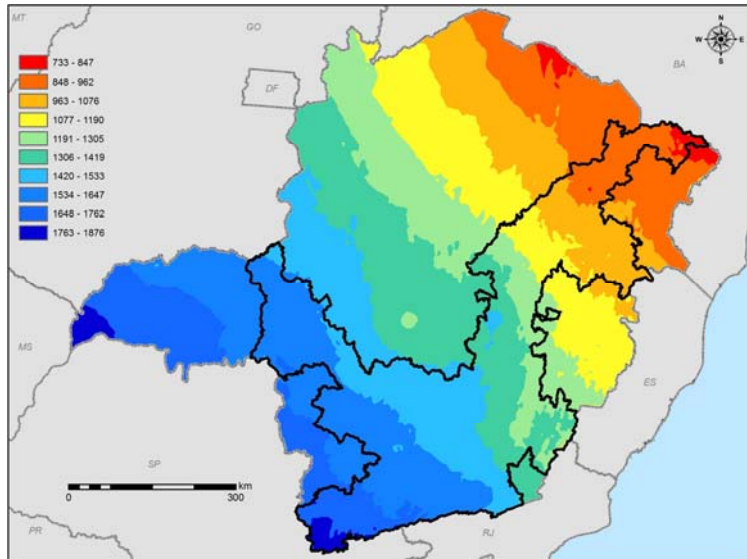 MT
GO
N
W E
S
BA
DF
733 - 847
848 - 962
963 - 1076
1077 - 1190
1191 - 1305
1306 - 1419
1420 - 1533
1534 - 1647
1648 - 1762
1763 - 1876
MS
ES
SP
km
0 300
PR
RJ